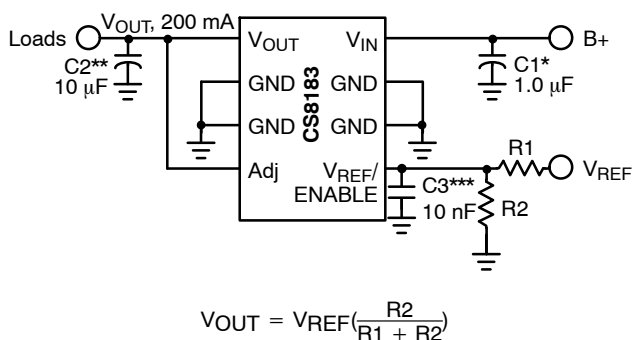 Loads
VOUT, 200 mA
C2**
10 μF
VOUT
VIN
GND
GND
GND
GND
CS8183
Adj
VREF/
ENABLE
C1*
1.0 μF
B+
R1
VREF
C3***
10 nF
R2
VOUT = VREF(R2/R1 + R2)